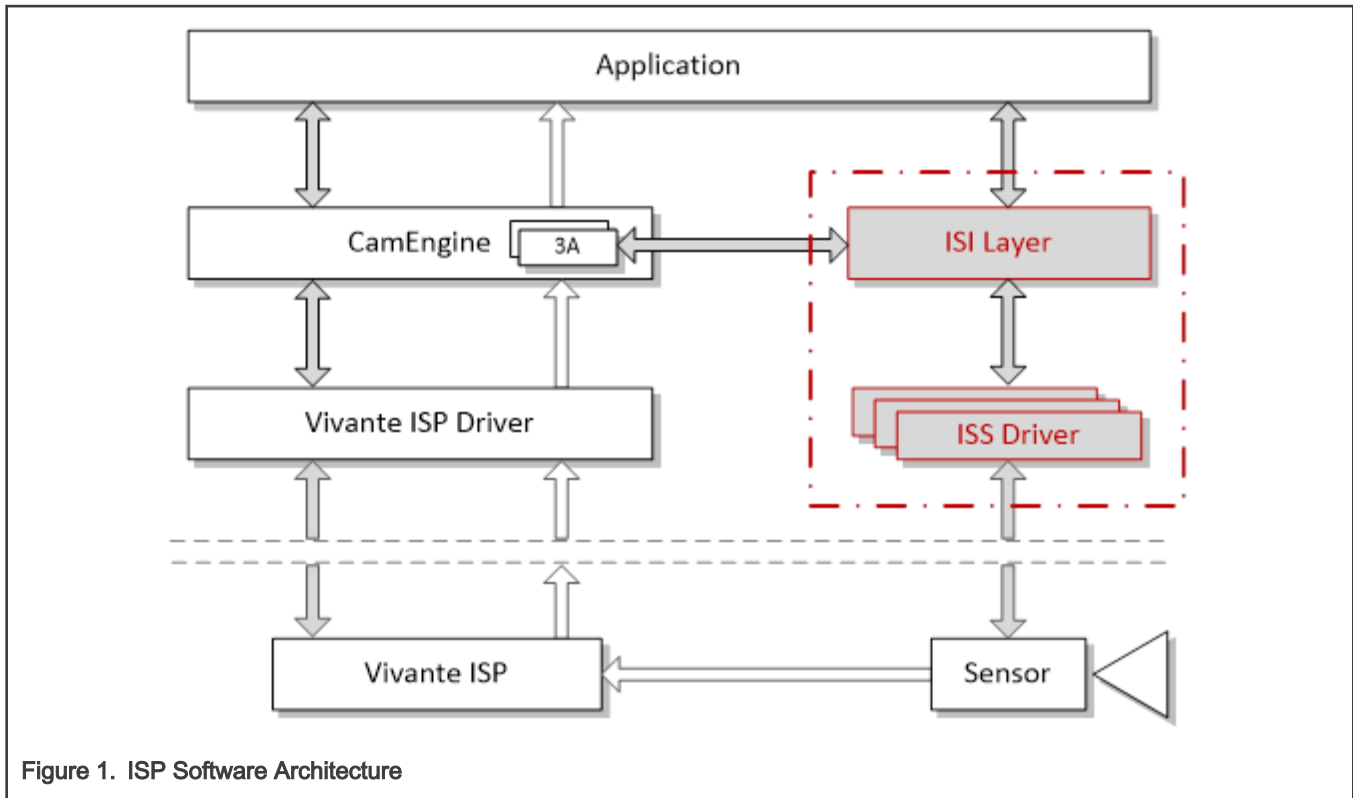 Application
CamEngine
3A
ISI Layer
Vivante ISP Driver
ISS Driver
Vivante ISP
Sensor
Figure 1. ISP Software Architecture